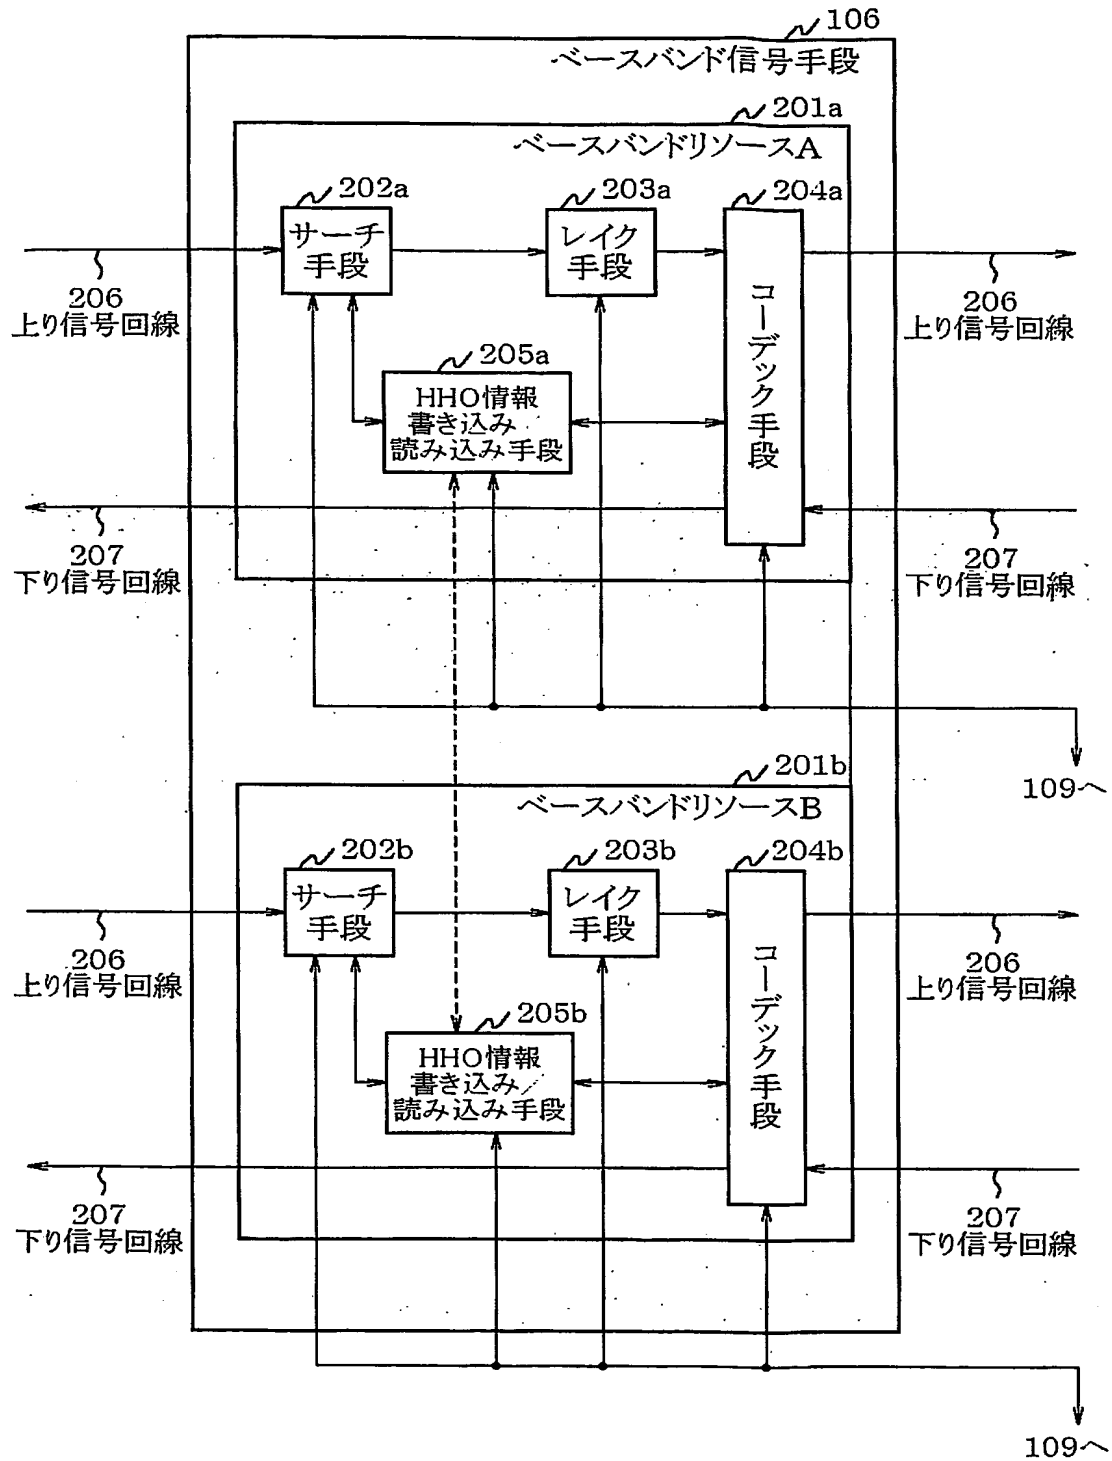 106
ベースバンド信号手段
201a
ベースバンドリソースA
202a
203a
204a
サーチ
手段
レイク
手段
コーデック手段
206
上り信号回線
206
上り信号回線
205a
HHO情報
書き込み/
読み込み手段
207
下り信号回線
207
下り信号回線
109へ
201b
ベースバンドリソースB
202b
203b
204b
サーチ
手段
レイク
手段
コーデック手段
206
上り信号回線
206
上り信号回線
205b
HHO情報
書き込み/
読み込み手段
207
下り信号回線
207
下り信号回線
109へ